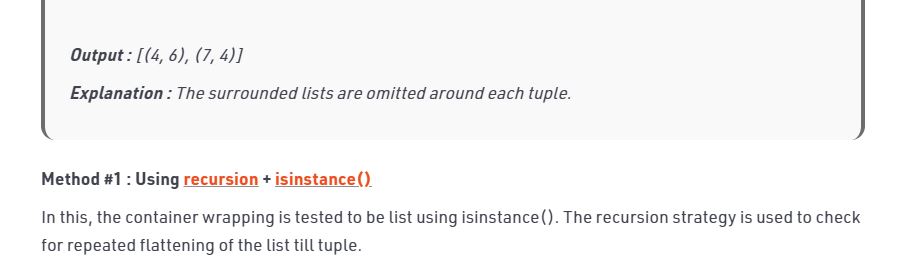 Output : [(4, 6), (7, 4)]
Explanation : The surrounded lists are omitted around each tuple.
Method #1 : Using recursion + isinstance()
In this, the container wrapping is tested to be list using isinstance(). The recursion strategy is used to check
for repeated flattening of the list till tuple.